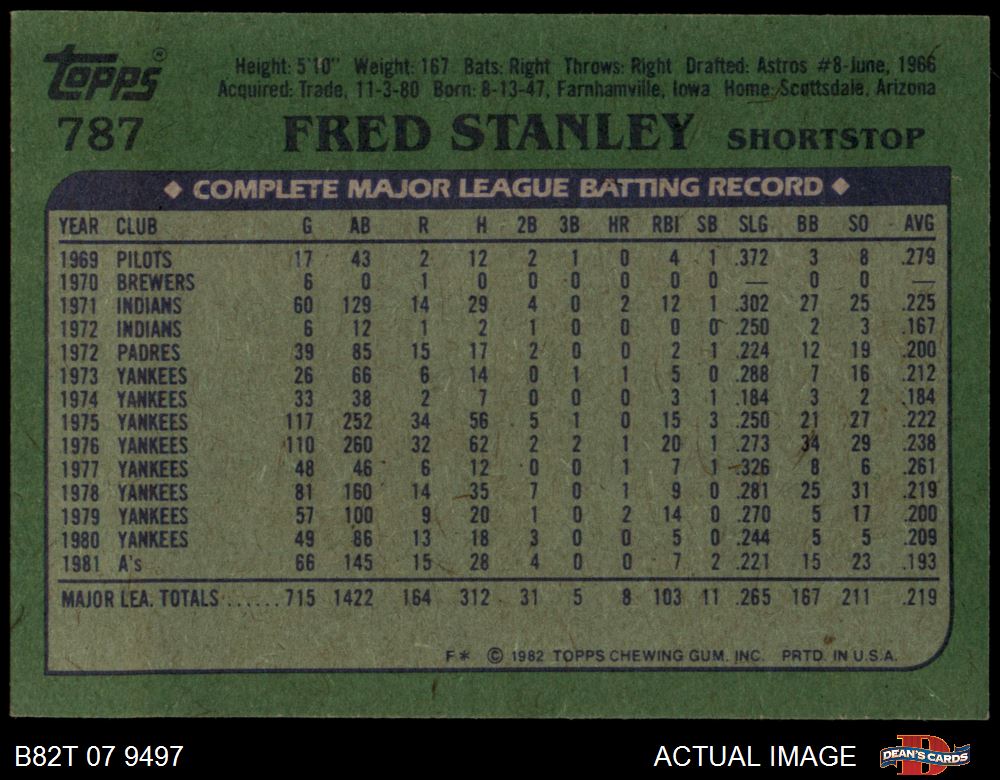 TOPPS®
787
Height: 5'10" Weight: 167 Bats: Right Throws: Right Drafted: Astros #8-June, 1966
Acquired: Trade, 11-3-80 Born: 8-13-47, Farnhamville, Iowa Home: Scottsdale, Arizona
FRED STANLEY SHORTSTOP
◆ COMPLETE MAJOR LEAGUE BATTING RECORD ◆
YEAR CLUB G AB R H 2B 3B HR RBI SB SLG BB SO AVG
1969 PILOTS 17 43 2 12 2 1 0 4 1 .372 3 8 .279
1970 BREWERS 6 0 1 0 0 0 0 0 0 — 0 0 —
1971 INDIANS 60 129 14 29 4 0 2 12 1 .302 27 25 .225
1972 INDIANS 6 12 1 2 1 0 0 0 0 .250 2 3 .167
1972 PADRES 39 85 15 17 2 0 0 2 1 .224 12 19 .200
1973 YANKEES 26 66 6 14 0 1 1 5 0 .288 7 16 .212
1974 YANKEES 33 38 2 7 0 0 0 3 1 .184 3 2 .184
1975 YANKEES 117 252 34 56 5 1 0 15 3 .250 21 27 .222
1976 YANKEES 110 260 32 62 2 2 1 20 1 .273 34 29 .238
1977 YANKEES 48 46 6 12 0 0 1 7 1 .326 8 6 .261
1978 YANKEES 81 160 14 35 7 0 1 9 0 .281 25 31 .219
1979 YANKEES 57 100 9 20 1 0 2 14 0 .270 5 17 .200
1980 YANKEES 49 86 13 18 3 0 0 5 0 .244 5 5 .209
1981 A's 66 145 15 28 4 0 0 7 2 .221 15 23 .193
MAJOR LEA. TOTALS ...... 715 1422 164 312 31 5 8 103 11 .265 167 211 .219
F* © 1982 TOPPS CHEWING GUM, INC. PRTD. IN U.S.A.
B82T 07 9497
ACTUAL IMAGE
DEAN'S CARDS